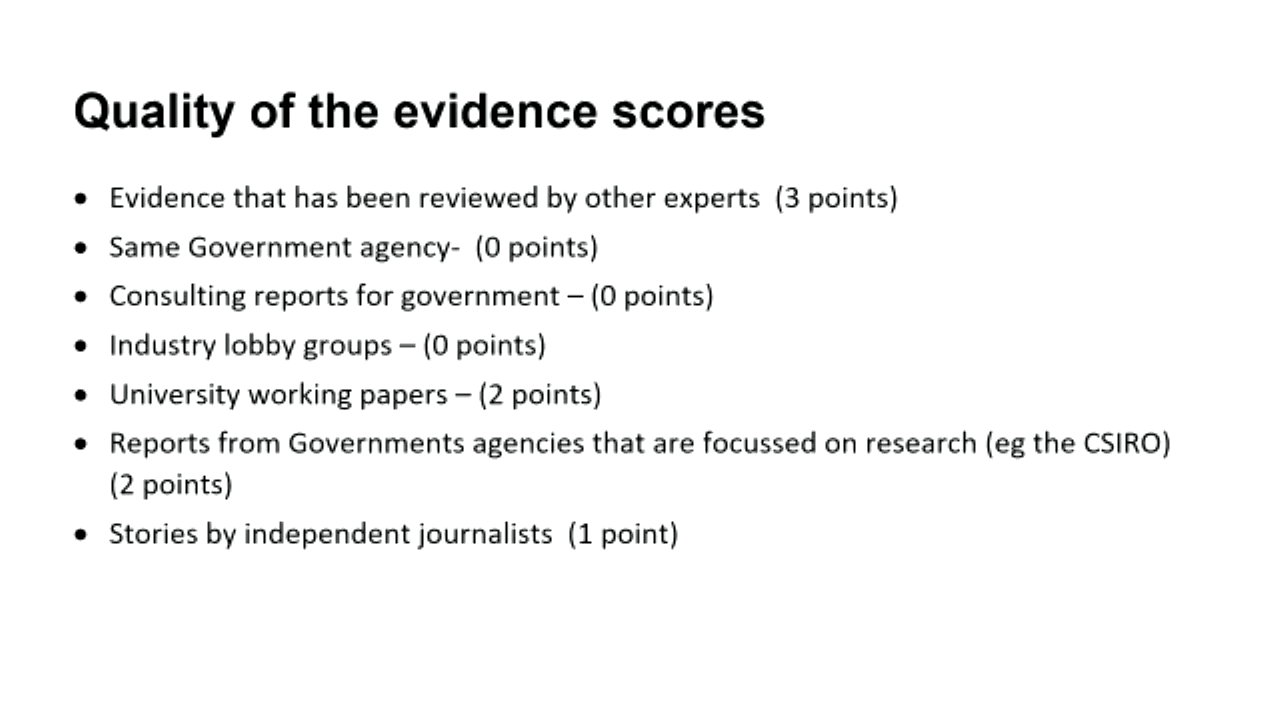 Quality of the evidence scores
• Evidence that has been reviewed by other experts  (3 points)
• Same Government agency-  (0 points)
• Consulting reports for government – (0 points)
• Industry lobby groups – (0 points)
• University working papers – (2 points)
• Reports from Governments agencies that are focussed on research (eg the CSIRO)
(2 points)
• Stories by independent journalists  (1 point)